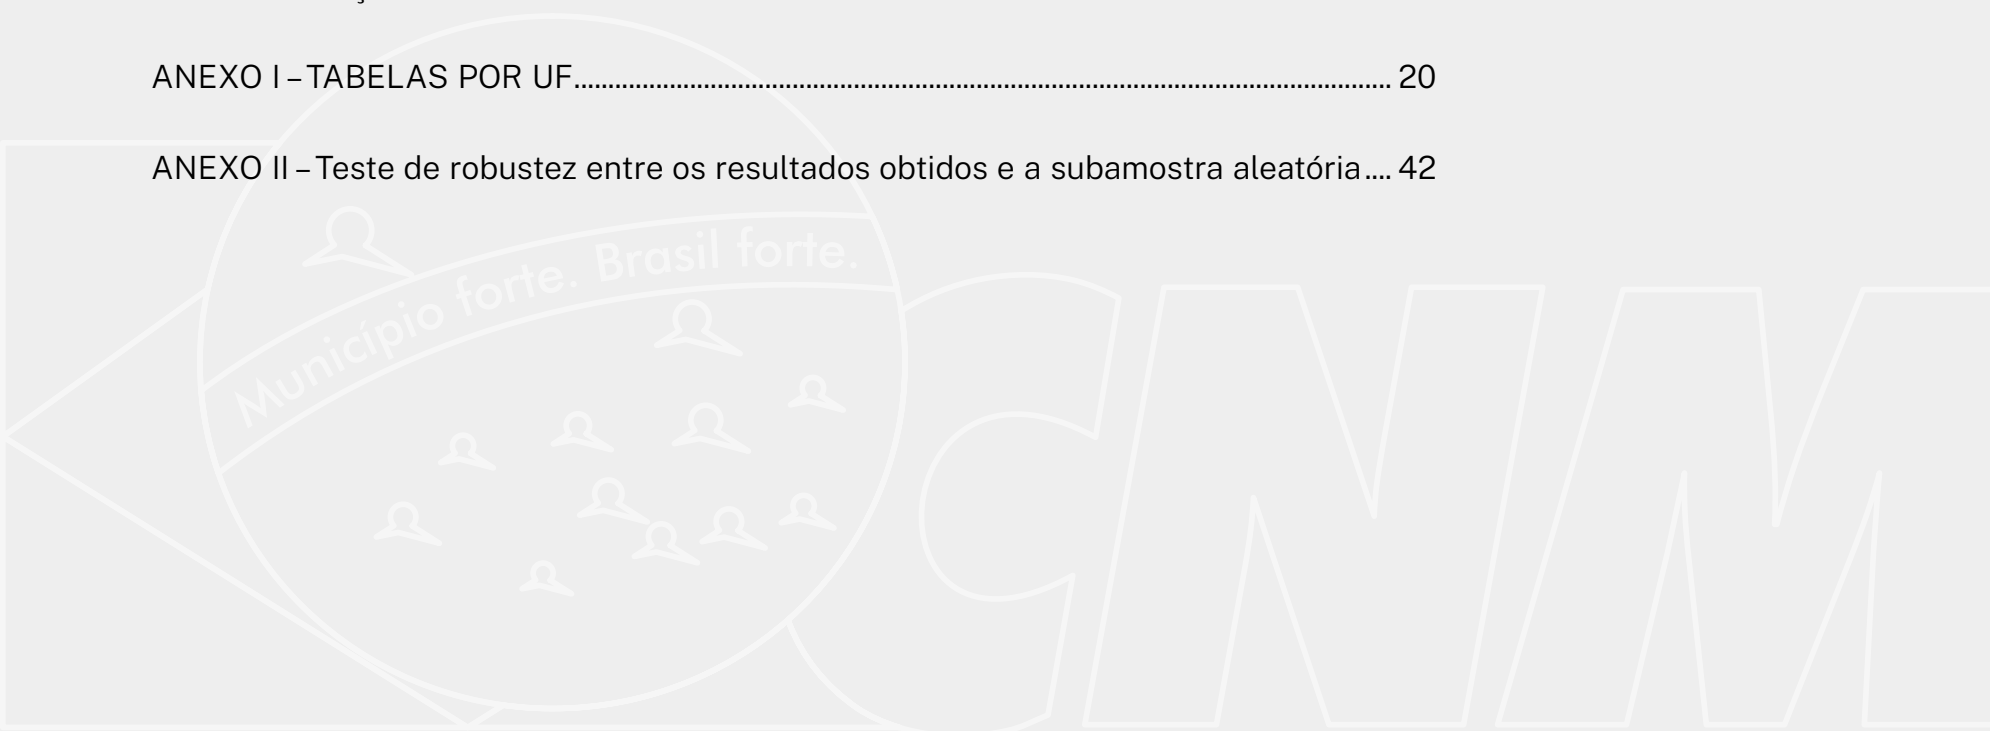 ANEXO I – TABELAS POR UF.......................................................................................................................... 20
ANEXO II – Teste de robustez entre os resultados obtidos e a subamostra aleatória.... 42
Município forte. Brasil forte.
CNM